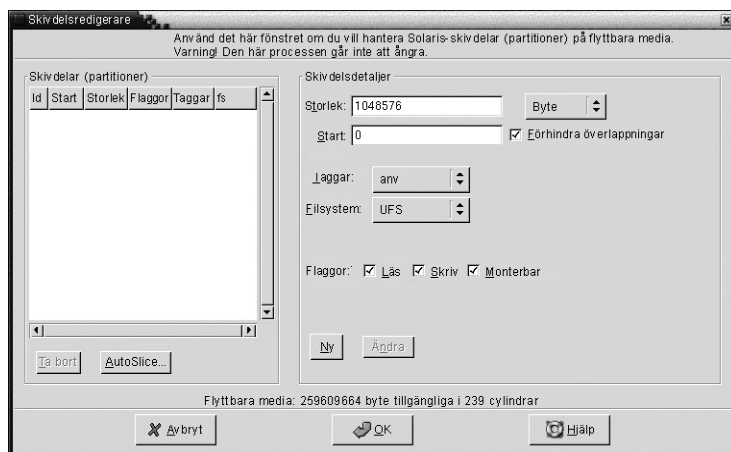 Skivdelsredigerare
Använd det här fönstret om du vill hantera Solaris-skivdelar (partitioner) på flyttbara media.
Varning! Den här processen går inte att ångra.
Skivdelar (partitioner)
Id Start Storlek Flaggor Taggar fs
Ta bort
AutoSlice...
Skivdelsdetaljer
Storlek: 1048576 Byte
Start: 0 Förhindra överlappningar
Taggar: anv
Filsystem: UFS
Flaggor: Läs Skriv Monterbar
Ny Ändra
Flyttbara media: 259609664 byte tillgängliga i 239 cylindrar
Avbryt OK Hjälp